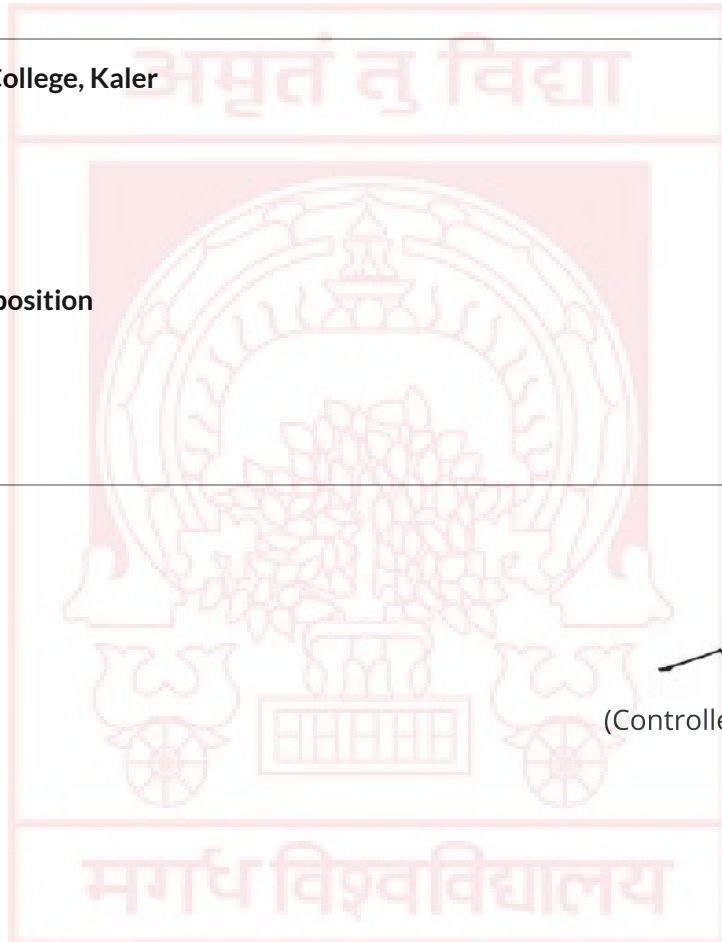 अमृतं तु विद्या
College, Kaler
position
(Controlle
मगध विश्वविद्यालय